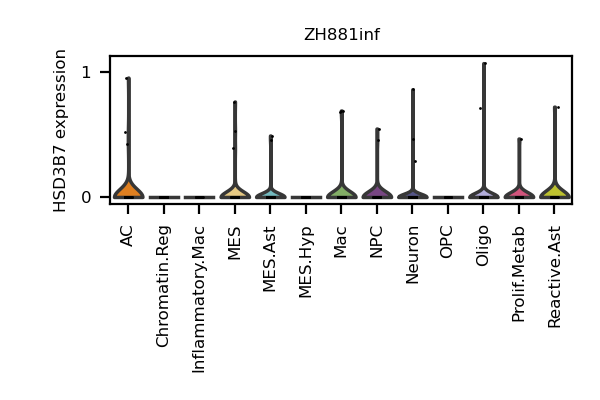 ZH881inf
HSD3B7 expression
1
0
AC
Chromatin.Reg
Inflammatory.Mac
MES
MES.Ast
MES.Hyp
Mac
NPC
Neuron
OPC
Oligo
Prolif.Metab
Reactive.Ast